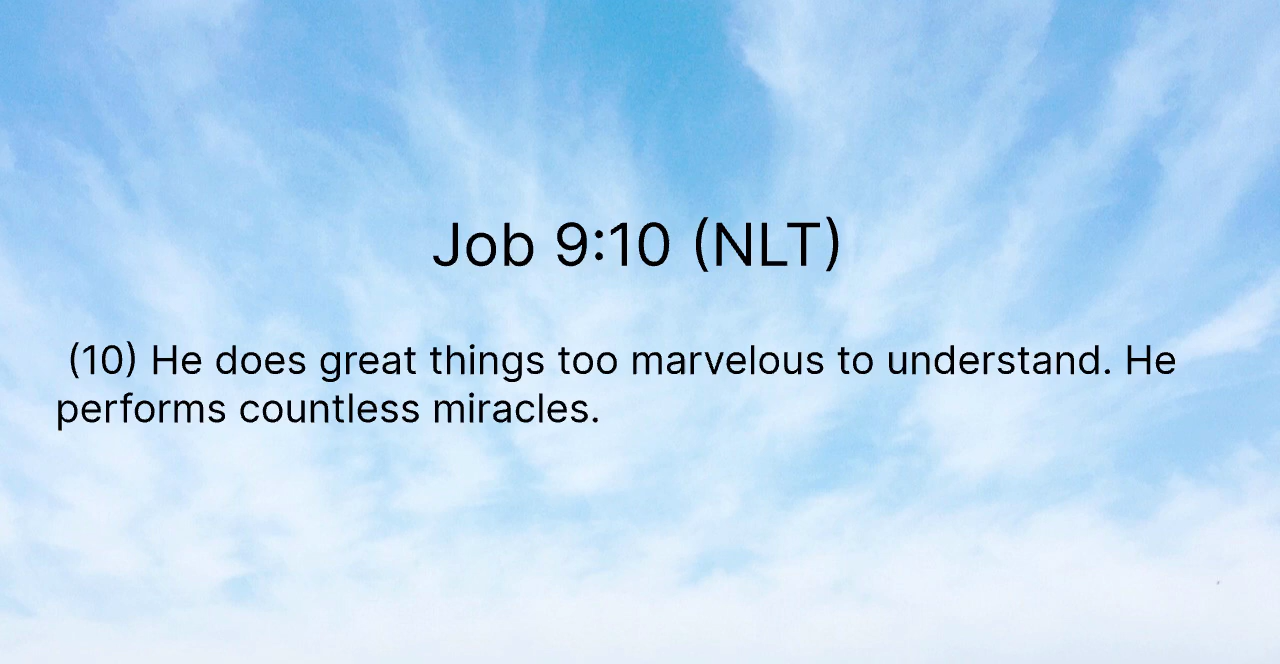 Job 9:10 (NLT)
(10) He does great things too marvelous to understand. He
performs countless miracles.